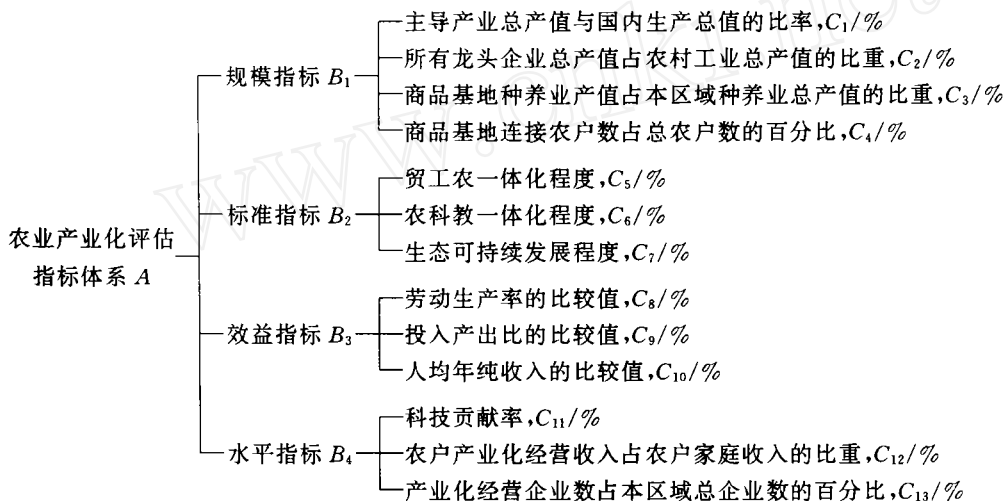 主导产业总产值与国内生产总值的比率,C₁/%
所有龙头企业总产值占农村工业总产值的比重,C₂/%
规模指标 B₁
商品基地种养业产值占本区域种养业总产值的比重,C₃/%
商品基地连接农户数占总农户数的百分比,C₄/%
贸工农一体化程度,C₅/%
标准指标 B₂
农科教一体化程度,C₆/%
生态可持续发展程度,C₇/%
农业产业化评估
指标体系 A
劳动生产率的比较值,C₈/%
效益指标 B₃
投入产出比的比较值,C₉/%
人均年纯收入的比较值,C₁₀/%
科技贡献率,C₁₁/%
水平指标 B₄
农户产业化经营收入占农户家庭收入的比重,C₁₂/%
产业化经营企业数占本区域总企业数的百分比,C₁₃/%